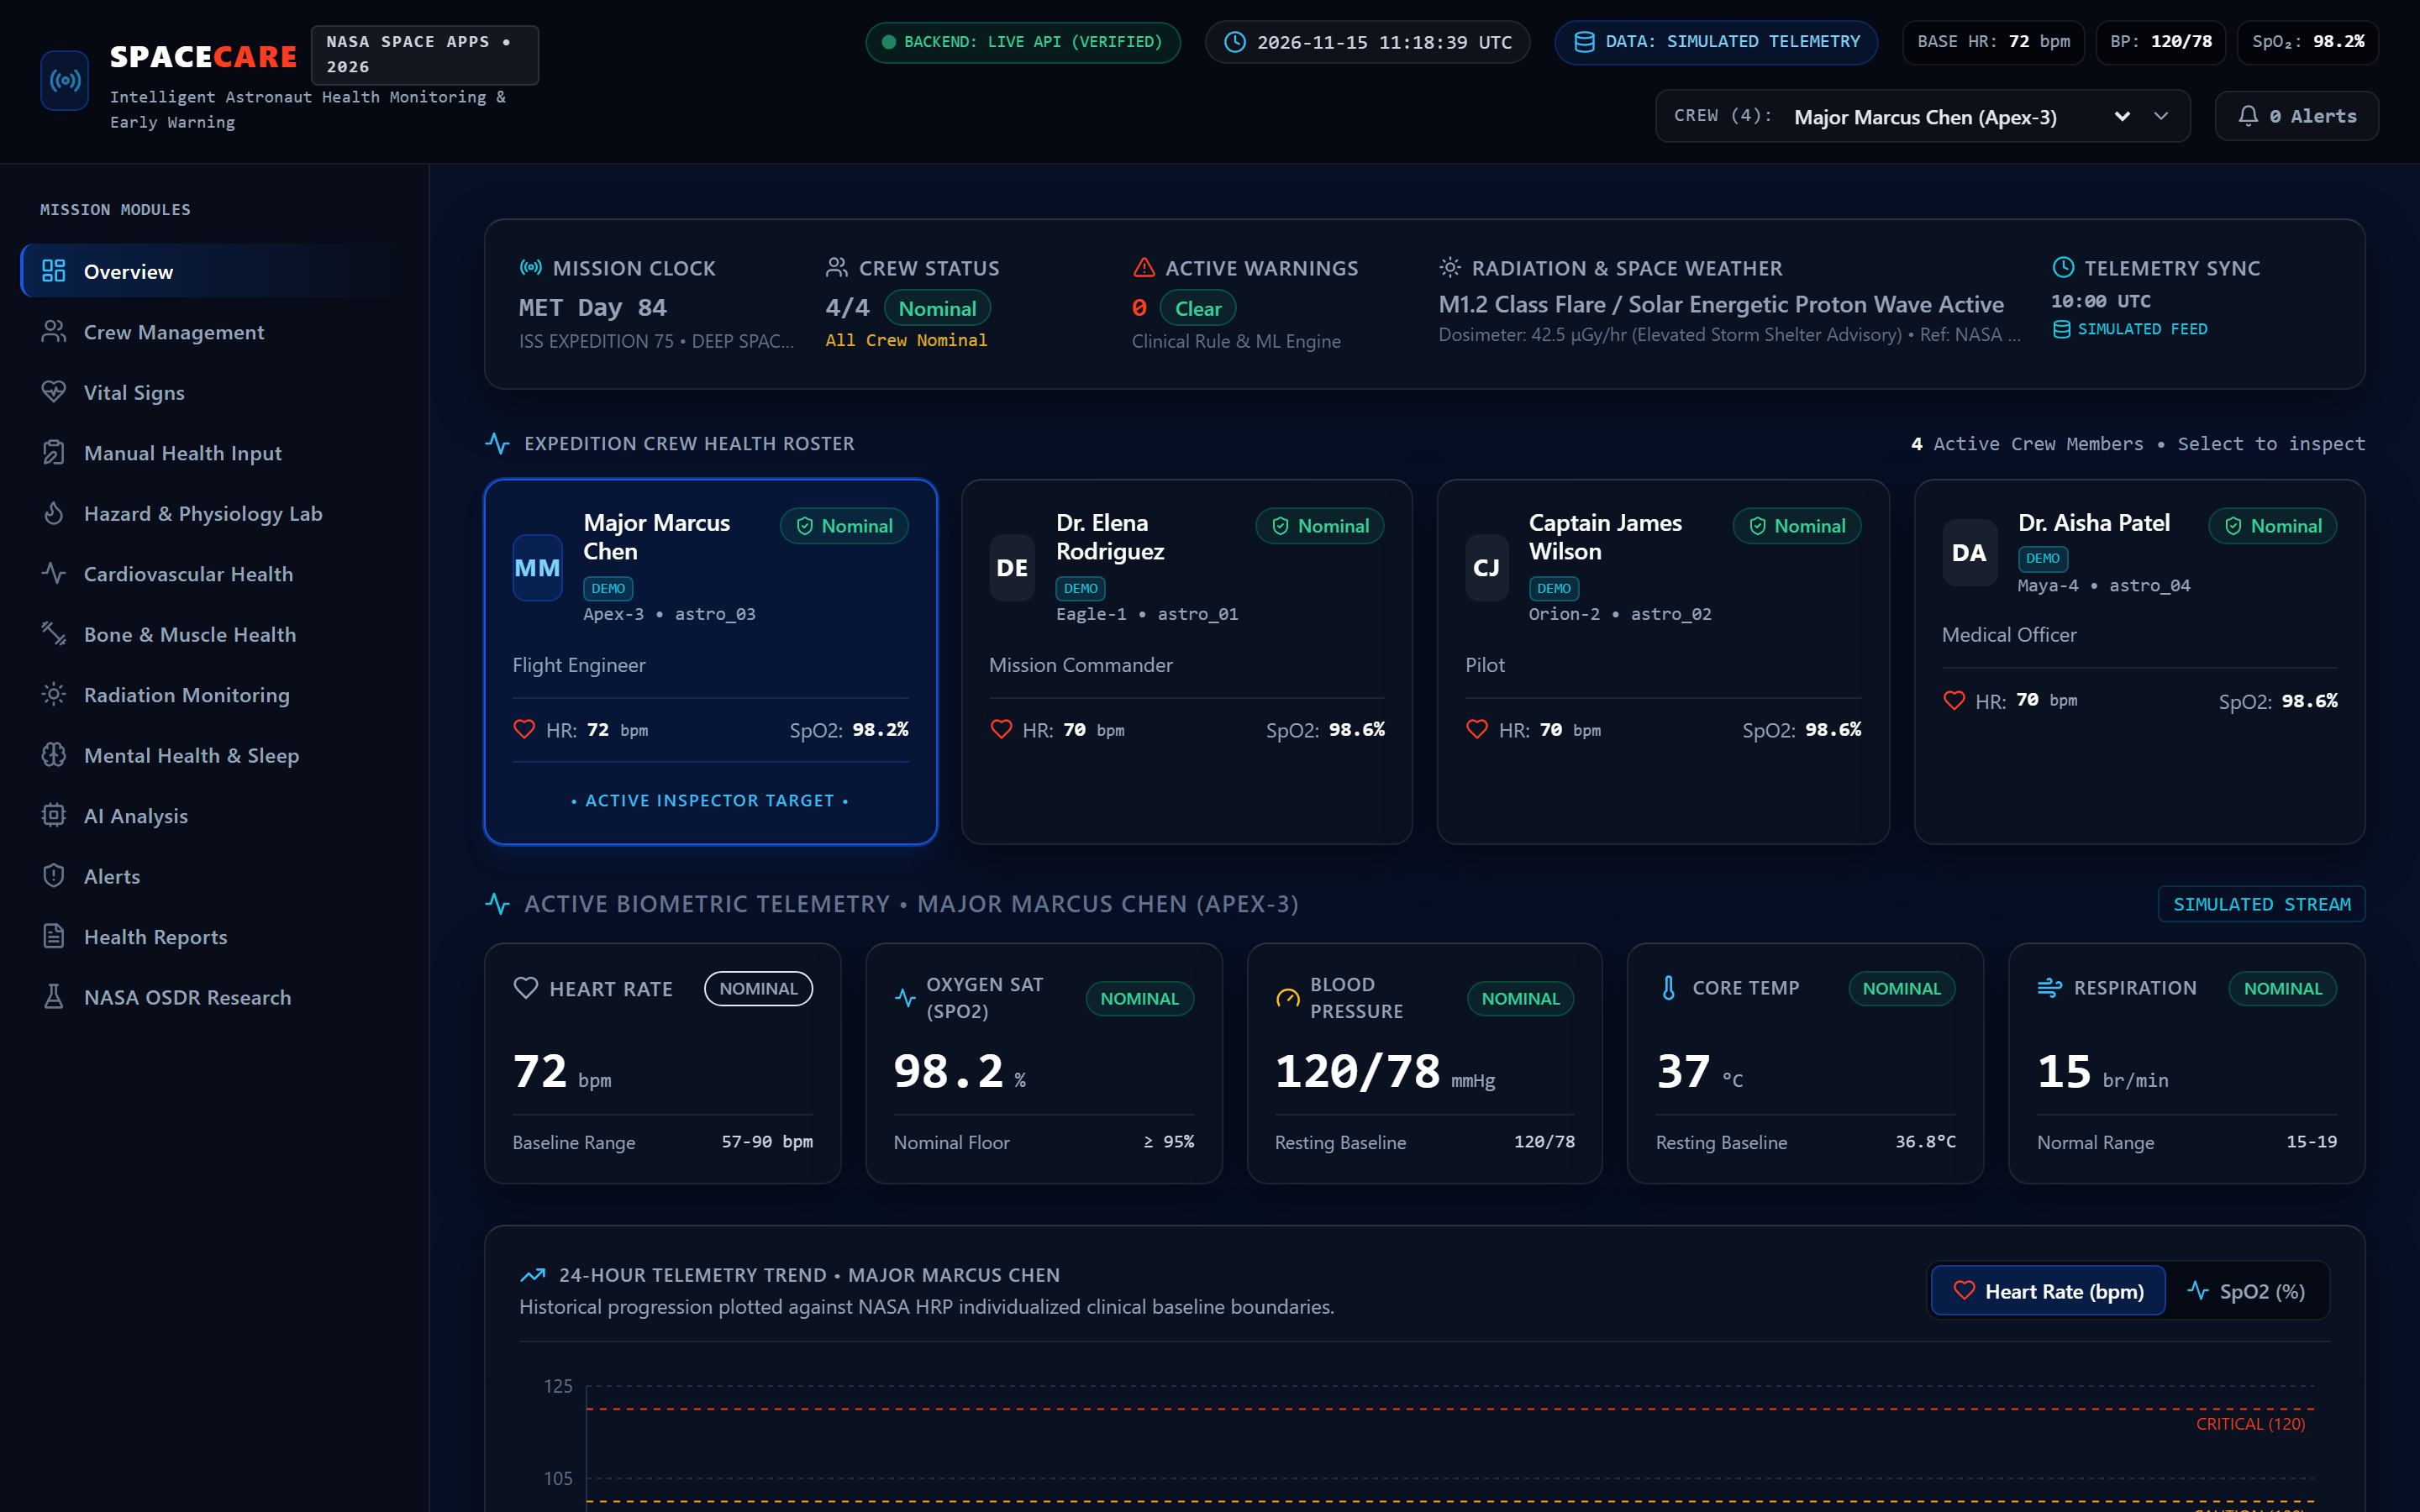 SPACECARE
NASA SPACE APPS •
2026
Intelligent Astronaut Health Monitoring &
Early Warning
BACKEND: LIVE API (VERIFIED)
2026-11-15 11:18:39 UTC
DATA: SIMULATED TELEMETRY
BASE HR: 72 bpm
BP: 120/78
SpO₂: 98.2%
CREW (4): Major Marcus Chen (Apex-3)
0 Alerts
MISSION MODULES
Overview
Crew Management
Vital Signs
Manual Health Input
Hazard & Physiology Lab
Cardiovascular Health
Bone & Muscle Health
Radiation Monitoring
Mental Health & Sleep
AI Analysis
Alerts
Health Reports
NASA OSDR Research
MISSION CLOCK
MET Day 84
ISS EXPEDITION 75 • DEEP SPAC...
CREW STATUS
4/4 Nominal
All Crew Nominal
ACTIVE WARNINGS
0 Clear
Clinical Rule & ML Engine
RADIATION & SPACE WEATHER
M1.2 Class Flare / Solar Energetic Proton Wave Active
Dosimeter: 42.5 µGy/hr (Elevated Storm Shelter Advisory) • Ref: NASA ...
TELEMETRY SYNC
10:00 UTC
SIMULATED FEED
EXPEDITION CREW HEALTH ROSTER
4 Active Crew Members • Select to inspect
MM
Major Marcus
Chen
Nominal
DEMO
Apex-3 • astro_03
Flight Engineer
HR: 72 bpm
SpO2: 98.2%
• ACTIVE INSPECTOR TARGET •
DE
Dr. Elena
Rodriguez
Nominal
DEMO
Eagle-1 • astro_01
Mission Commander
HR: 70 bpm
SpO2: 98.6%
CJ
Captain James
Wilson
Nominal
DEMO
Orion-2 • astro_02
Pilot
HR: 70 bpm
SpO2: 98.6%
DA
Dr. Aisha Patel
Nominal
DEMO
Maya-4 • astro_04
Medical Officer
HR: 70 bpm
SpO2: 98.6%
ACTIVE BIOMETRIC TELEMETRY • MAJOR MARCUS CHEN (APEX-3)
SIMULATED STREAM
HEART RATE
NOMINAL
72 bpm
Baseline Range 57-90 bpm
OXYGEN SAT
(SPO2)
NOMINAL
98.2 %
Nominal Floor ≥ 95%
BLOOD
PRESSURE
NOMINAL
120/78 mmHg
Resting Baseline 120/78
CORE TEMP
NOMINAL
37 °C
Resting Baseline 36.8°C
RESPIRATION
NOMINAL
15 br/min
Normal Range 15-19
24-HOUR TELEMETRY TREND • MAJOR MARCUS CHEN
Historical progression plotted against NASA HRP individualized clinical baseline boundaries.
Heart Rate (bpm)
SpO2 (%)
125
CRITICAL (120)
105